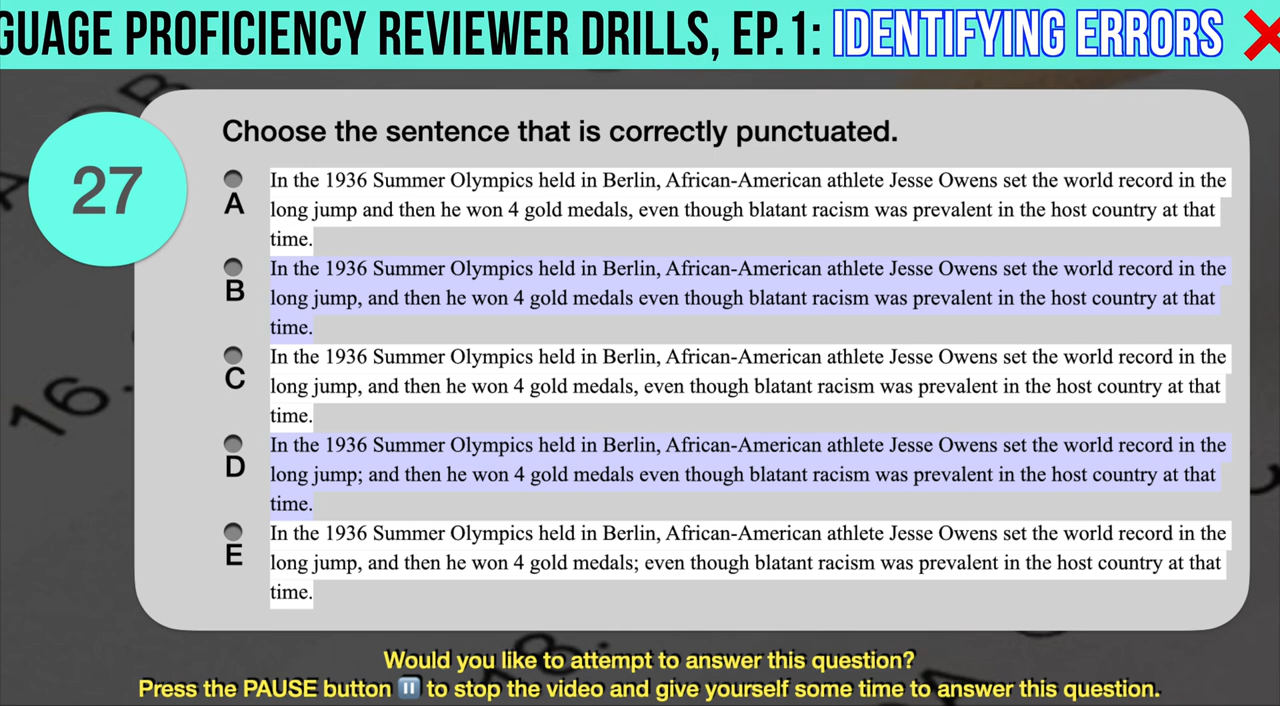 GUAGE PROFICIENCY REVIEWER DRILLS, EP.1: IDENTIFYING ERRORS
27
Choose the sentence that is correctly punctuated.
A
In the 1936 Summer Olympics held in Berlin, African-American athlete Jesse Owens set the world record in the
long jump and then he won 4 gold medals, even though blatant racism was prevalent in the host country at that
time.
B
In the 1936 Summer Olympics held in Berlin, African-American athlete Jesse Owens set the world record in the
long jump, and then he won 4 gold medals even though blatant racism was prevalent in the host country at that
time.
C
In the 1936 Summer Olympics held in Berlin, African-American athlete Jesse Owens set the world record in the
long jump, and then he won 4 gold medals, even though blatant racism was prevalent in the host country at that
time.
D
In the 1936 Summer Olympics held in Berlin, African-American athlete Jesse Owens set the world record in the
long jump; and then he won 4 gold medals even though blatant racism was prevalent in the host country at that
time.
E
In the 1936 Summer Olympics held in Berlin, African-American athlete Jesse Owens set the world record in the
long jump, and then he won 4 gold medals; even though blatant racism was prevalent in the host country at that
time.
16.
18.
Would you like to attempt to answer this question?
Press the PAUSE button ⏸ to stop the video and give yourself some time to answer this question.